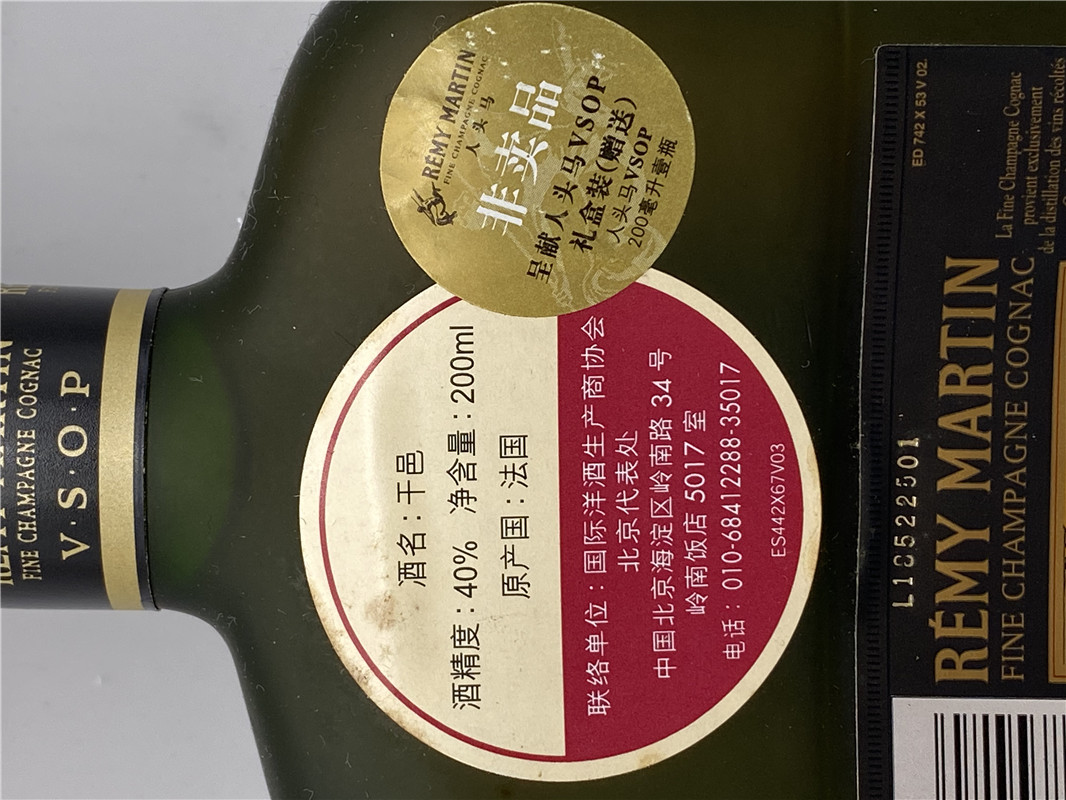 RÉMY MARTIN
FINE CHAMPAGNE COGNAC
人头马
非卖品
呈献人头马VSOP
礼盒装(赠送)
人头马VSOP
200毫升壹瓶
酒名:干邑
酒精度:40% 净含量:200ml
原产国:法国
联络单位:国际洋酒生产商协会
北京代表处
中国北京海淀区岭南路 34 号
岭南饭店 5017 室
电话:010-68412288-35017
ES442X67V03
FINE CHAMPAGNE COGNAC
V·S·O·P
ED 742 X 53 V 02.
La Fine Champagne Cognac
provient exclusivement
de la distillation des vins récoltés
L18522501
RÉMY MARTIN
FINE CHAMPAGNE COGNAC